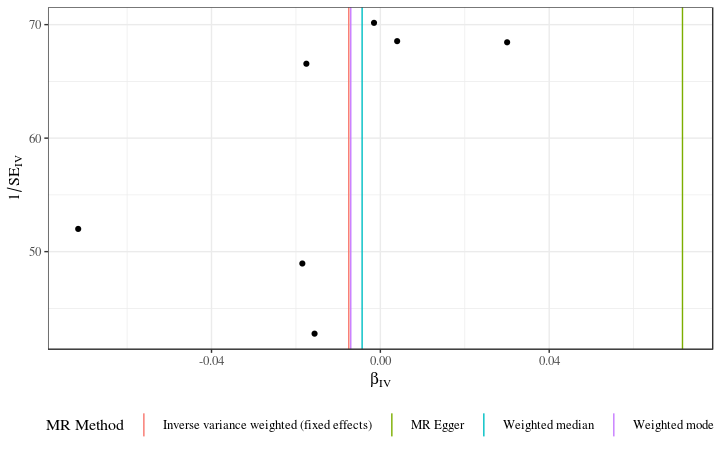 70
60
50
1/SE_IV
-0.04
0.00
0.04
β_IV
MR Method
Inverse variance weighted (fixed effects)
MR Egger
Weighted median
Weighted mode